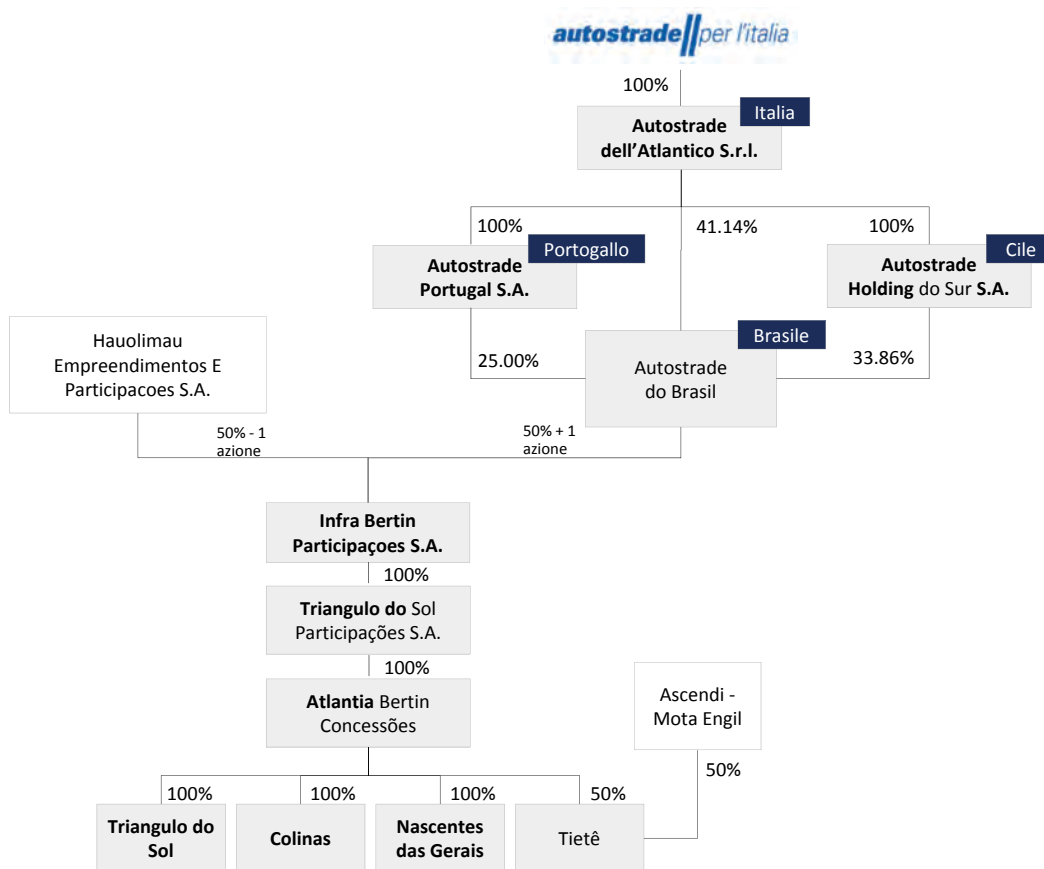 autostrade//per l'italia
100%
Italia
Autostrade
dell'Atlantico S.r.l.
100%
41.14%
100%
Portogallo
Cile
Autostrade
Portugal S.A.
Autostrade
Holding do Sur S.A.
Hauolimau
Empreendimentos E
Participacoes S.A.
25.00%
Brasile
33.86%
Autostrade
do Brasil
50% - 1
azione
50% + 1
azione
Infra Bertin
Participaçoes S.A.
100%
Triangulo do Sol
Participações S.A.
100%
Atlantia Bertin
Concessões
Ascendi -
Mota Engil
50%
100%
100%
100%
50%
Triangulo do
Sol
Colinas
Nascentes
das Gerais
Tietê